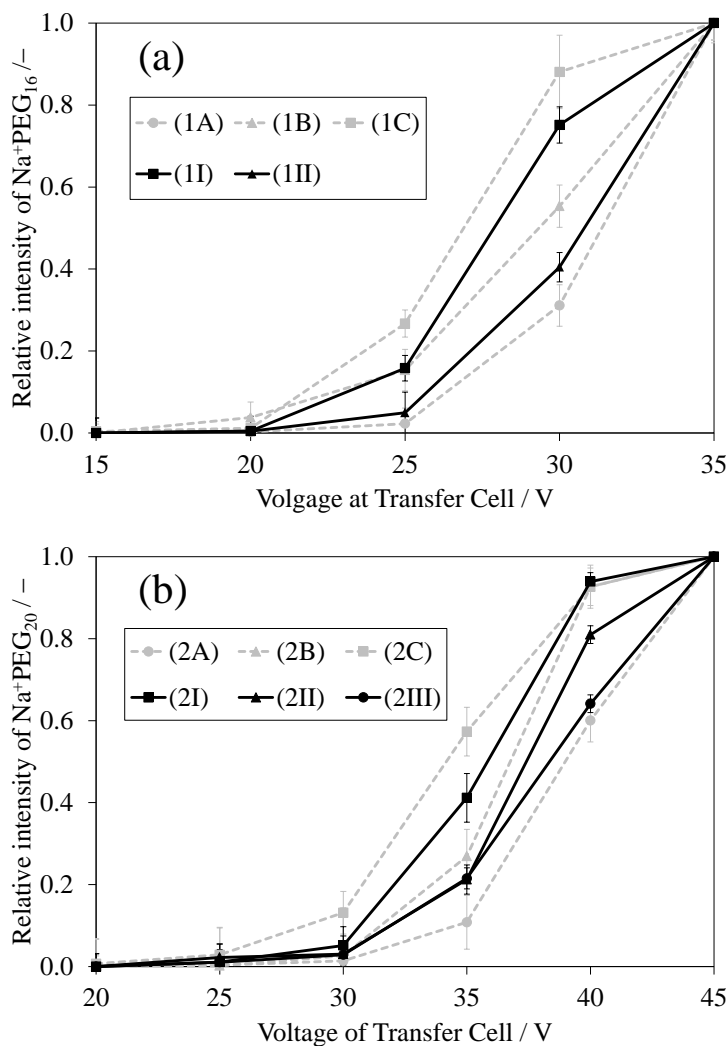 (a)
Relative intensity of Na⁺PEG₁₆ /–
1.0
0.8
0.6
0.4
0.2
0.0
(1A) (1B) (1C)
(1I) (1II)
15 20 25 30 35
Volgage at Transfer Cell / V
(b)
Relative intensity of Na⁺PEG₂₀ / –
1.0
0.8
0.6
0.4
0.2
0.0
(2A) (2B) (2C)
(2I) (2II) (2III)
20 25 30 35 40 45
Voltage of Transfer Cell / V